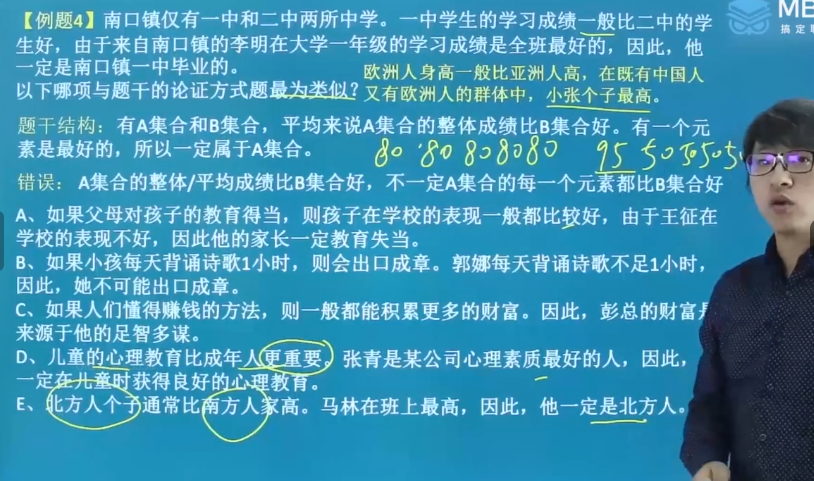 【例题4】南口镇仅有一中和二中两所中学。一中学生的学习成绩一般比二中的学
生好，由于来自南口镇的李明在大学一年级的学习成绩是全班最好的，因此，他
一定是南口镇一中毕业的。
以下哪项与题干的论证方式题最为类似？
欧洲人身高一般比亚洲人高，在既有中国人
又有欧洲人的群体中，小张个子最高。
题干结构：有A集合和B集合，平均来说A集合的整体成绩比B集合好。有一个元
素是最好的，所以一定属于A集合。
80 80 80 80 80 95 50 50 50 5
错误： A集合的整体/平均成绩比B集合好，不一定A集合的每一个元素都比B集合好
A、如果父母对孩子的教育得当，则孩子在学校的表现一般都比较好，由于王征在
学校的表现不好，因此他的家长一定教育失当。
B、如果小孩每天背诵诗歌1小时，则会出口成章。郭娜每天背诵诗歌不足1小时，
因此，她不可能出口成章。
C、如果人们懂得赚钱的方法，则一般都能积累更多的财富。因此，彭总的财富
来源于他的足智多谋。
D、儿童的心理教育比成年人更重要。张青是某公司心理素质最好的人，因此，
一定在儿童时获得良好的心理教育。
E、北方人个子通常比南方人家高。马林在班上最高，因此，他一定是北方人。
MB
搞定